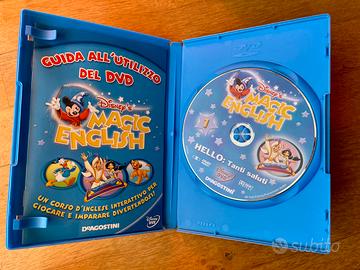 GUIDA ALL'UTILIZZO
DEL DVD
Disney's
MAGIC
ENGLISH
UN CORSO D'INGLESE INTERATTIVO PER
GIOCARE E IMPARARE DIVERTENDOSI!
DEAGOSTINI
DVD
Disney's
MAGIC
ENGLISH
1
HELLO: Tanti saluti
DEAGOSTINI
subito